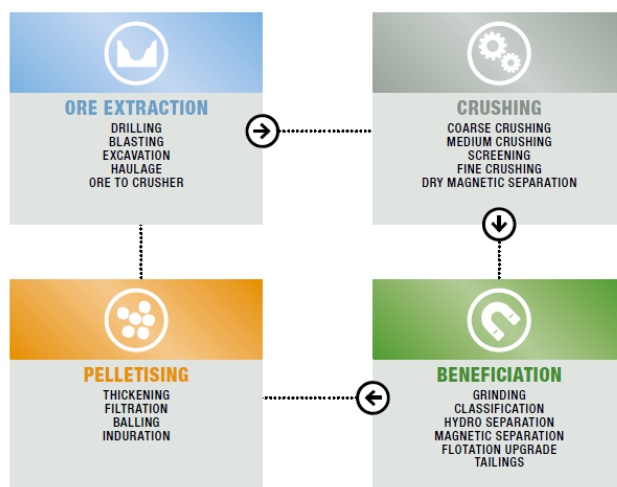 ORE EXTRACTION
DRILLING
BLASTING
EXCAVATION
HAULAGE
ORE TO CRUSHER
CRUSHING
COARSE CRUSHING
MEDIUM CRUSHING
SCREENING
FINE CRUSHING
DRY MAGNETIC SEPARATION
PELLETISING
THICKENING
FILTRATION
BALLING
INDURATION
BENEFICIATION
GRINDING
CLASSIFICATION
HYDRO SEPARATION
MAGNETIC SEPARATION
FLOTATION UPGRADE
TAILINGS